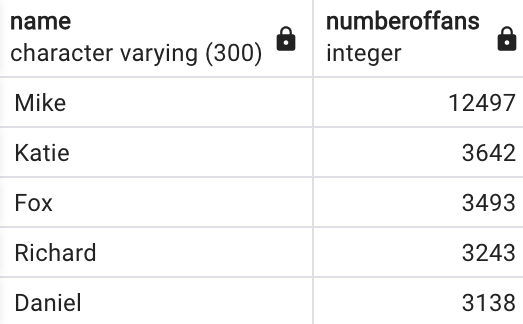 name numberoffans
character varying (300) integer
Mike 12497
Katie 3642
Fox 3493
Richard 3243
Daniel 3138